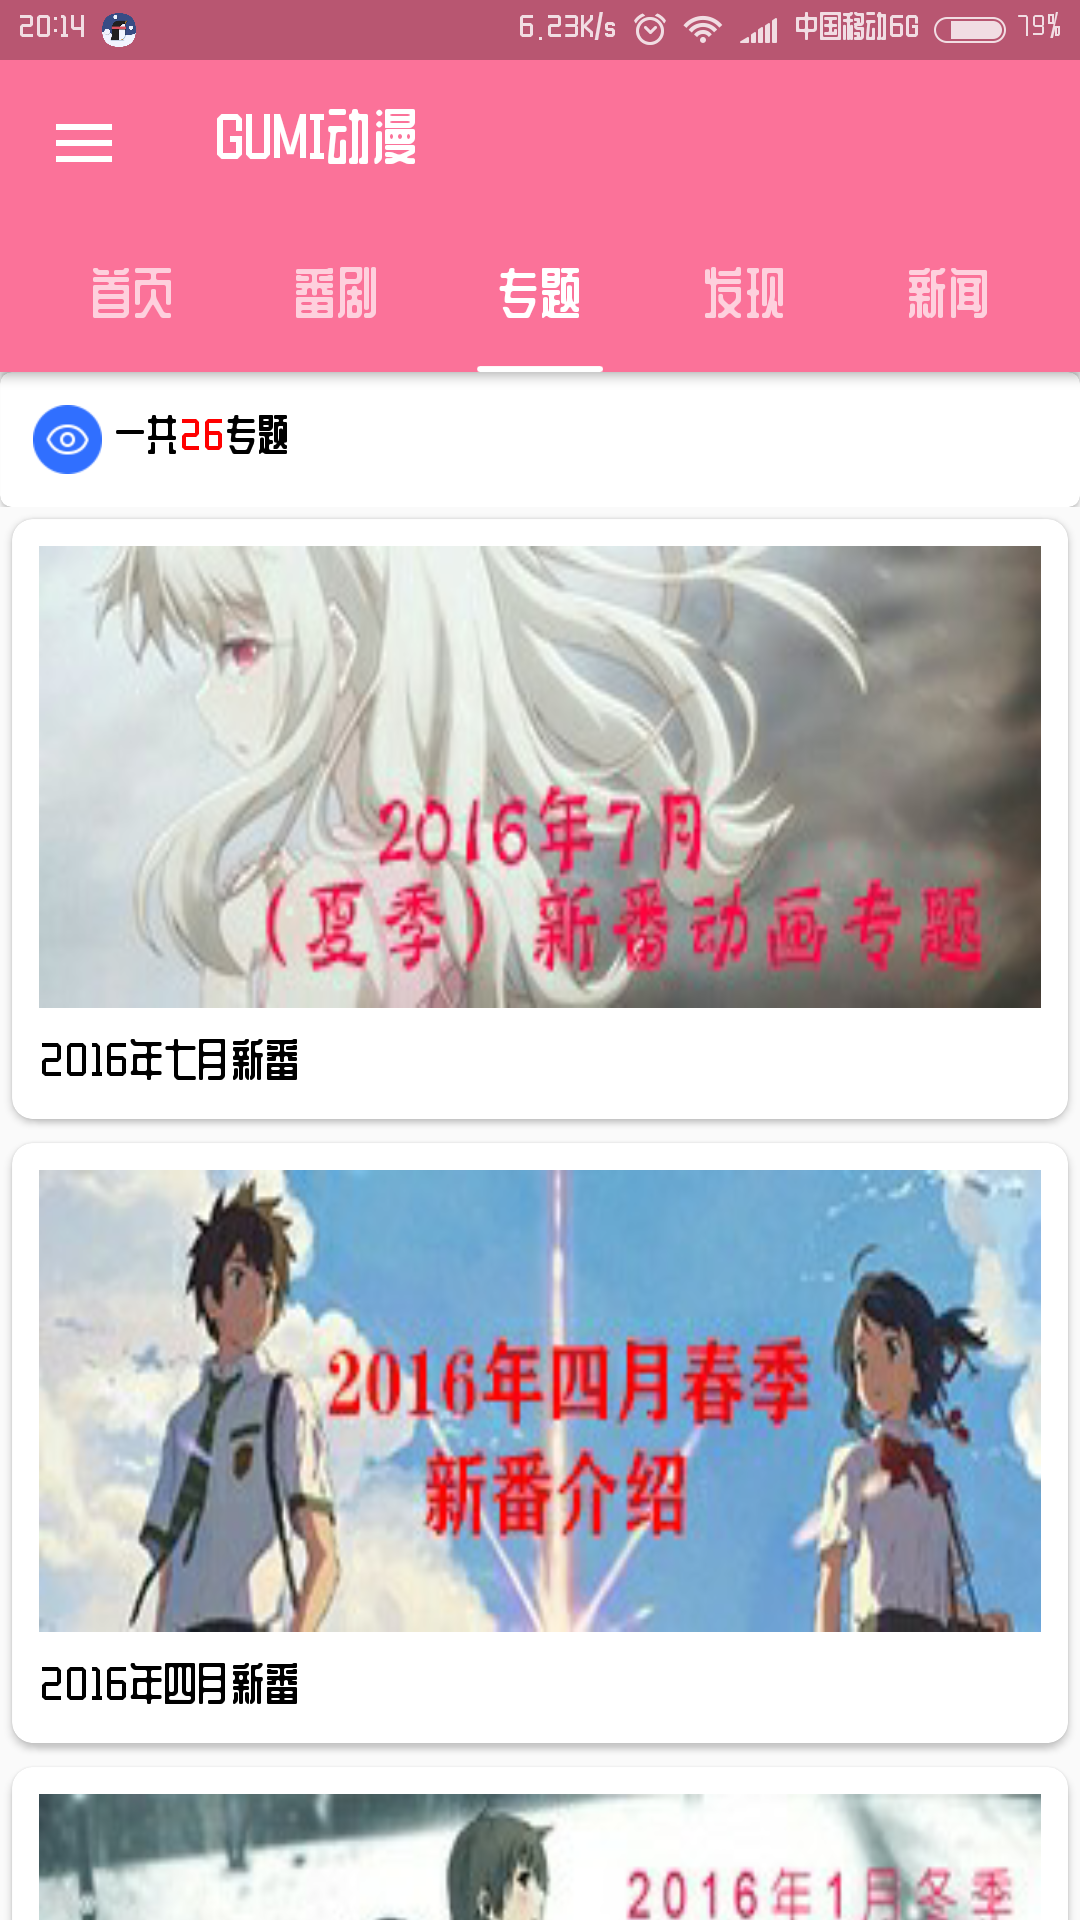 20:14 6.23K/s 中国移动6G 79%
GUMI动漫
首页 番剧 专题 发现 新闻
一共26专题
2016年7月
（夏季）新番动画专题
2016年七月新番
2016年四月春季
新番介绍
2016年四月新番
2016年1月冬季